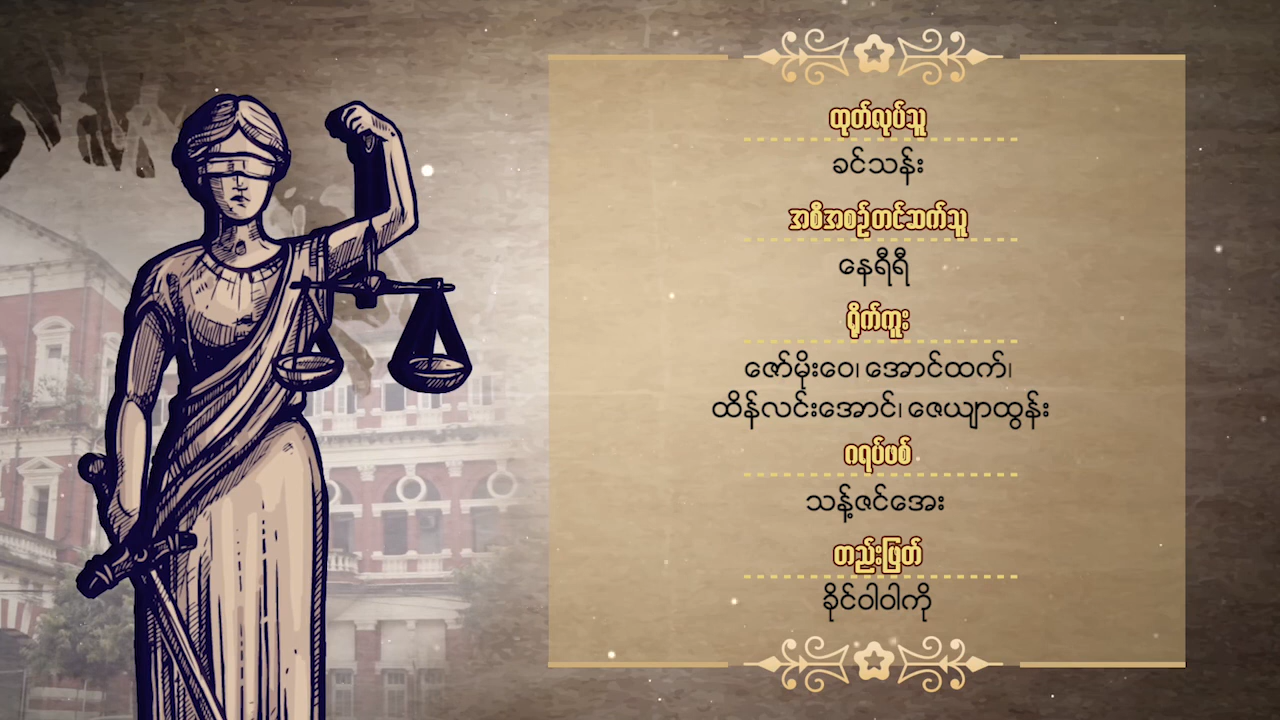 ထုတ်လုပ်သူ
ခင်သန်း
အစီအစဉ်တင်ဆက်သူ
နေရီရီ
ရိုက်ကူး
ဇော်မိုးဝေ၊ အောင်ထက်၊
ထိန်လင်းအောင်၊ ဇေယျာထွန်း
ဂရပ်ဖစ်
သန့်ဇင်အေး
တည်းဖြတ်
ခိုင်ဝါဝါကို